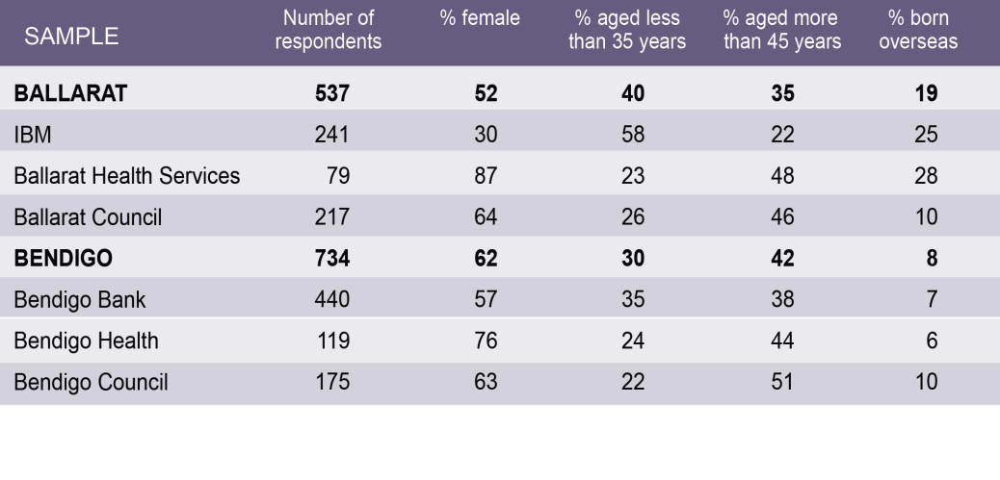 SAMPLE Number of respondents % female % aged less than 35 years % aged more than 45 years % born overseas
BALLARAT 537 52 40 35 19
IBM 241 30 58 22 25
Ballarat Health Services 79 87 23 48 28
Ballarat Council 217 64 26 46 10
BENDIGO 734 62 30 42 8
Bendigo Bank 440 57 35 38 7
Bendigo Health 119 76 24 44 6
Bendigo Council 175 63 22 51 10